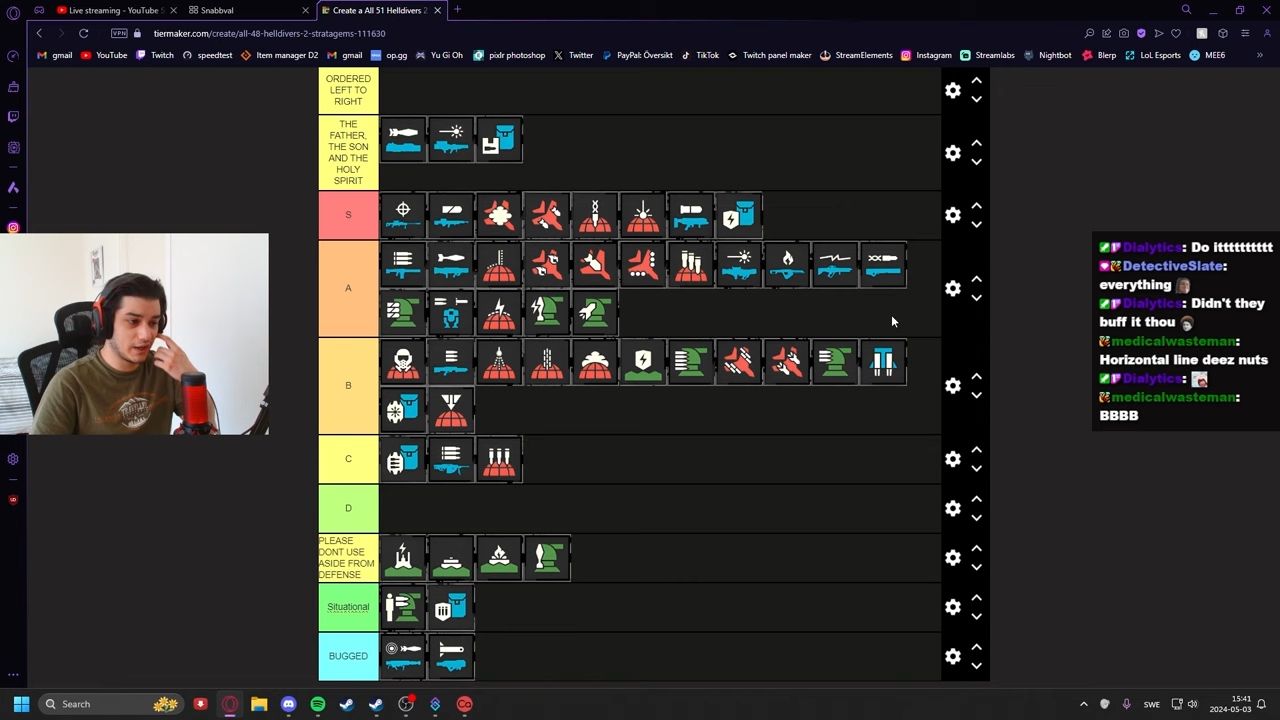 Live streaming - YouTube S
Snabbval
Create a All 51 Helldivers 2
VPN
tiermaker.com/create/all-48-helldivers-2-stratagems-111630
gmail
YouTube
Twitch
speedtest
Item Manager D2
gmail
op.gg
Yu Gi Oh
pixlr photoshop
Twitter
PayPal: Översikt
TikTok
Twitch panel maker
StreamElements
Instagram
Streamlabs
Nightbot
Blerp
LoL Esports
MEE6
ORDERED
LEFT TO
RIGHT
THE
FATHER,
THE SON
AND THE
HOLY
SPIRIT
S
A
B
C
D
PLEASE
DONT USE
ASIDE FROM
DEFENSE
Situational
BUGGED
Dialytics: Do itttttttttt
DetectiveSlate:
everything
Dialytics: Didn't they
buff it thou
medicalwasteman:
Horizontal line deez nuts
Dialytics:
medicalwasteman:
BBBB
Search
SWE
15:41
2024-05-03